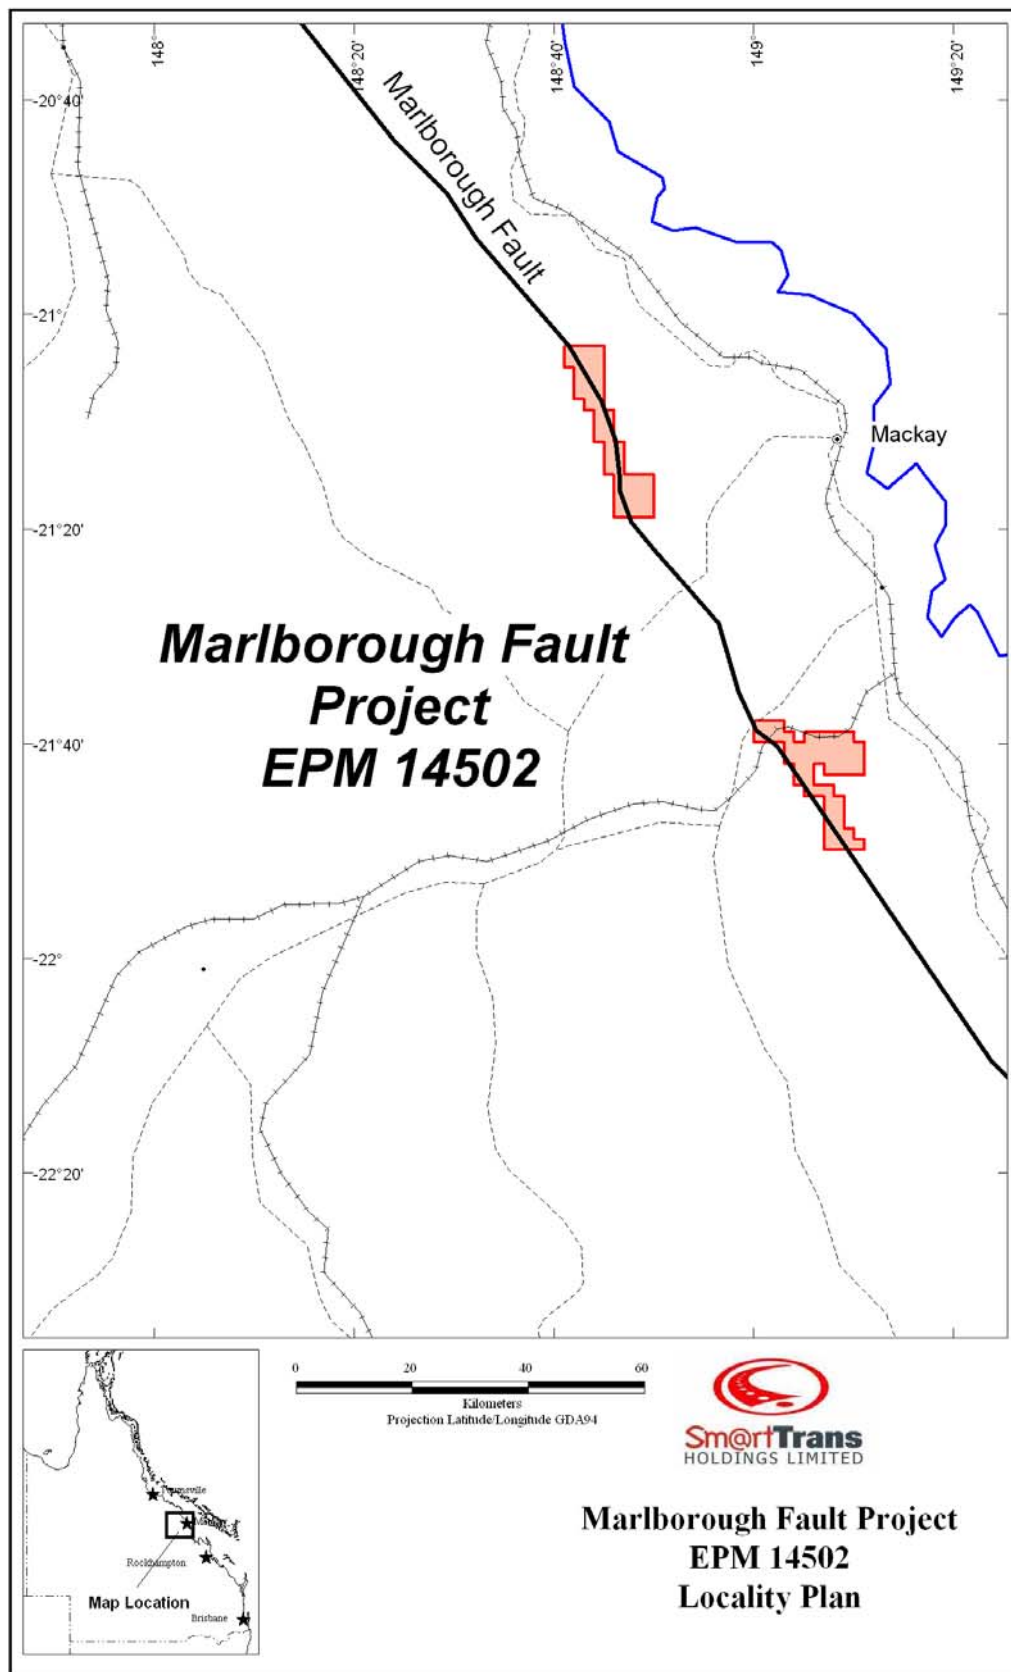 148°
148°20'
148°40'
149°
149°20'
-20°40'
-21°
-21°20'
-21°40'
-22°
-22°20'
Marlborough Fault
Mackay
Marlborough Fault
Project
EPM 14502
0 20 40 60
Kilometers
Projection Latitude/Longitude GDA94
Sm@rtTrans
HOLDINGS LIMITED
Marlborough Fault Project
EPM 14502
Locality Plan
Rockhampton
Map Location
Brisbane